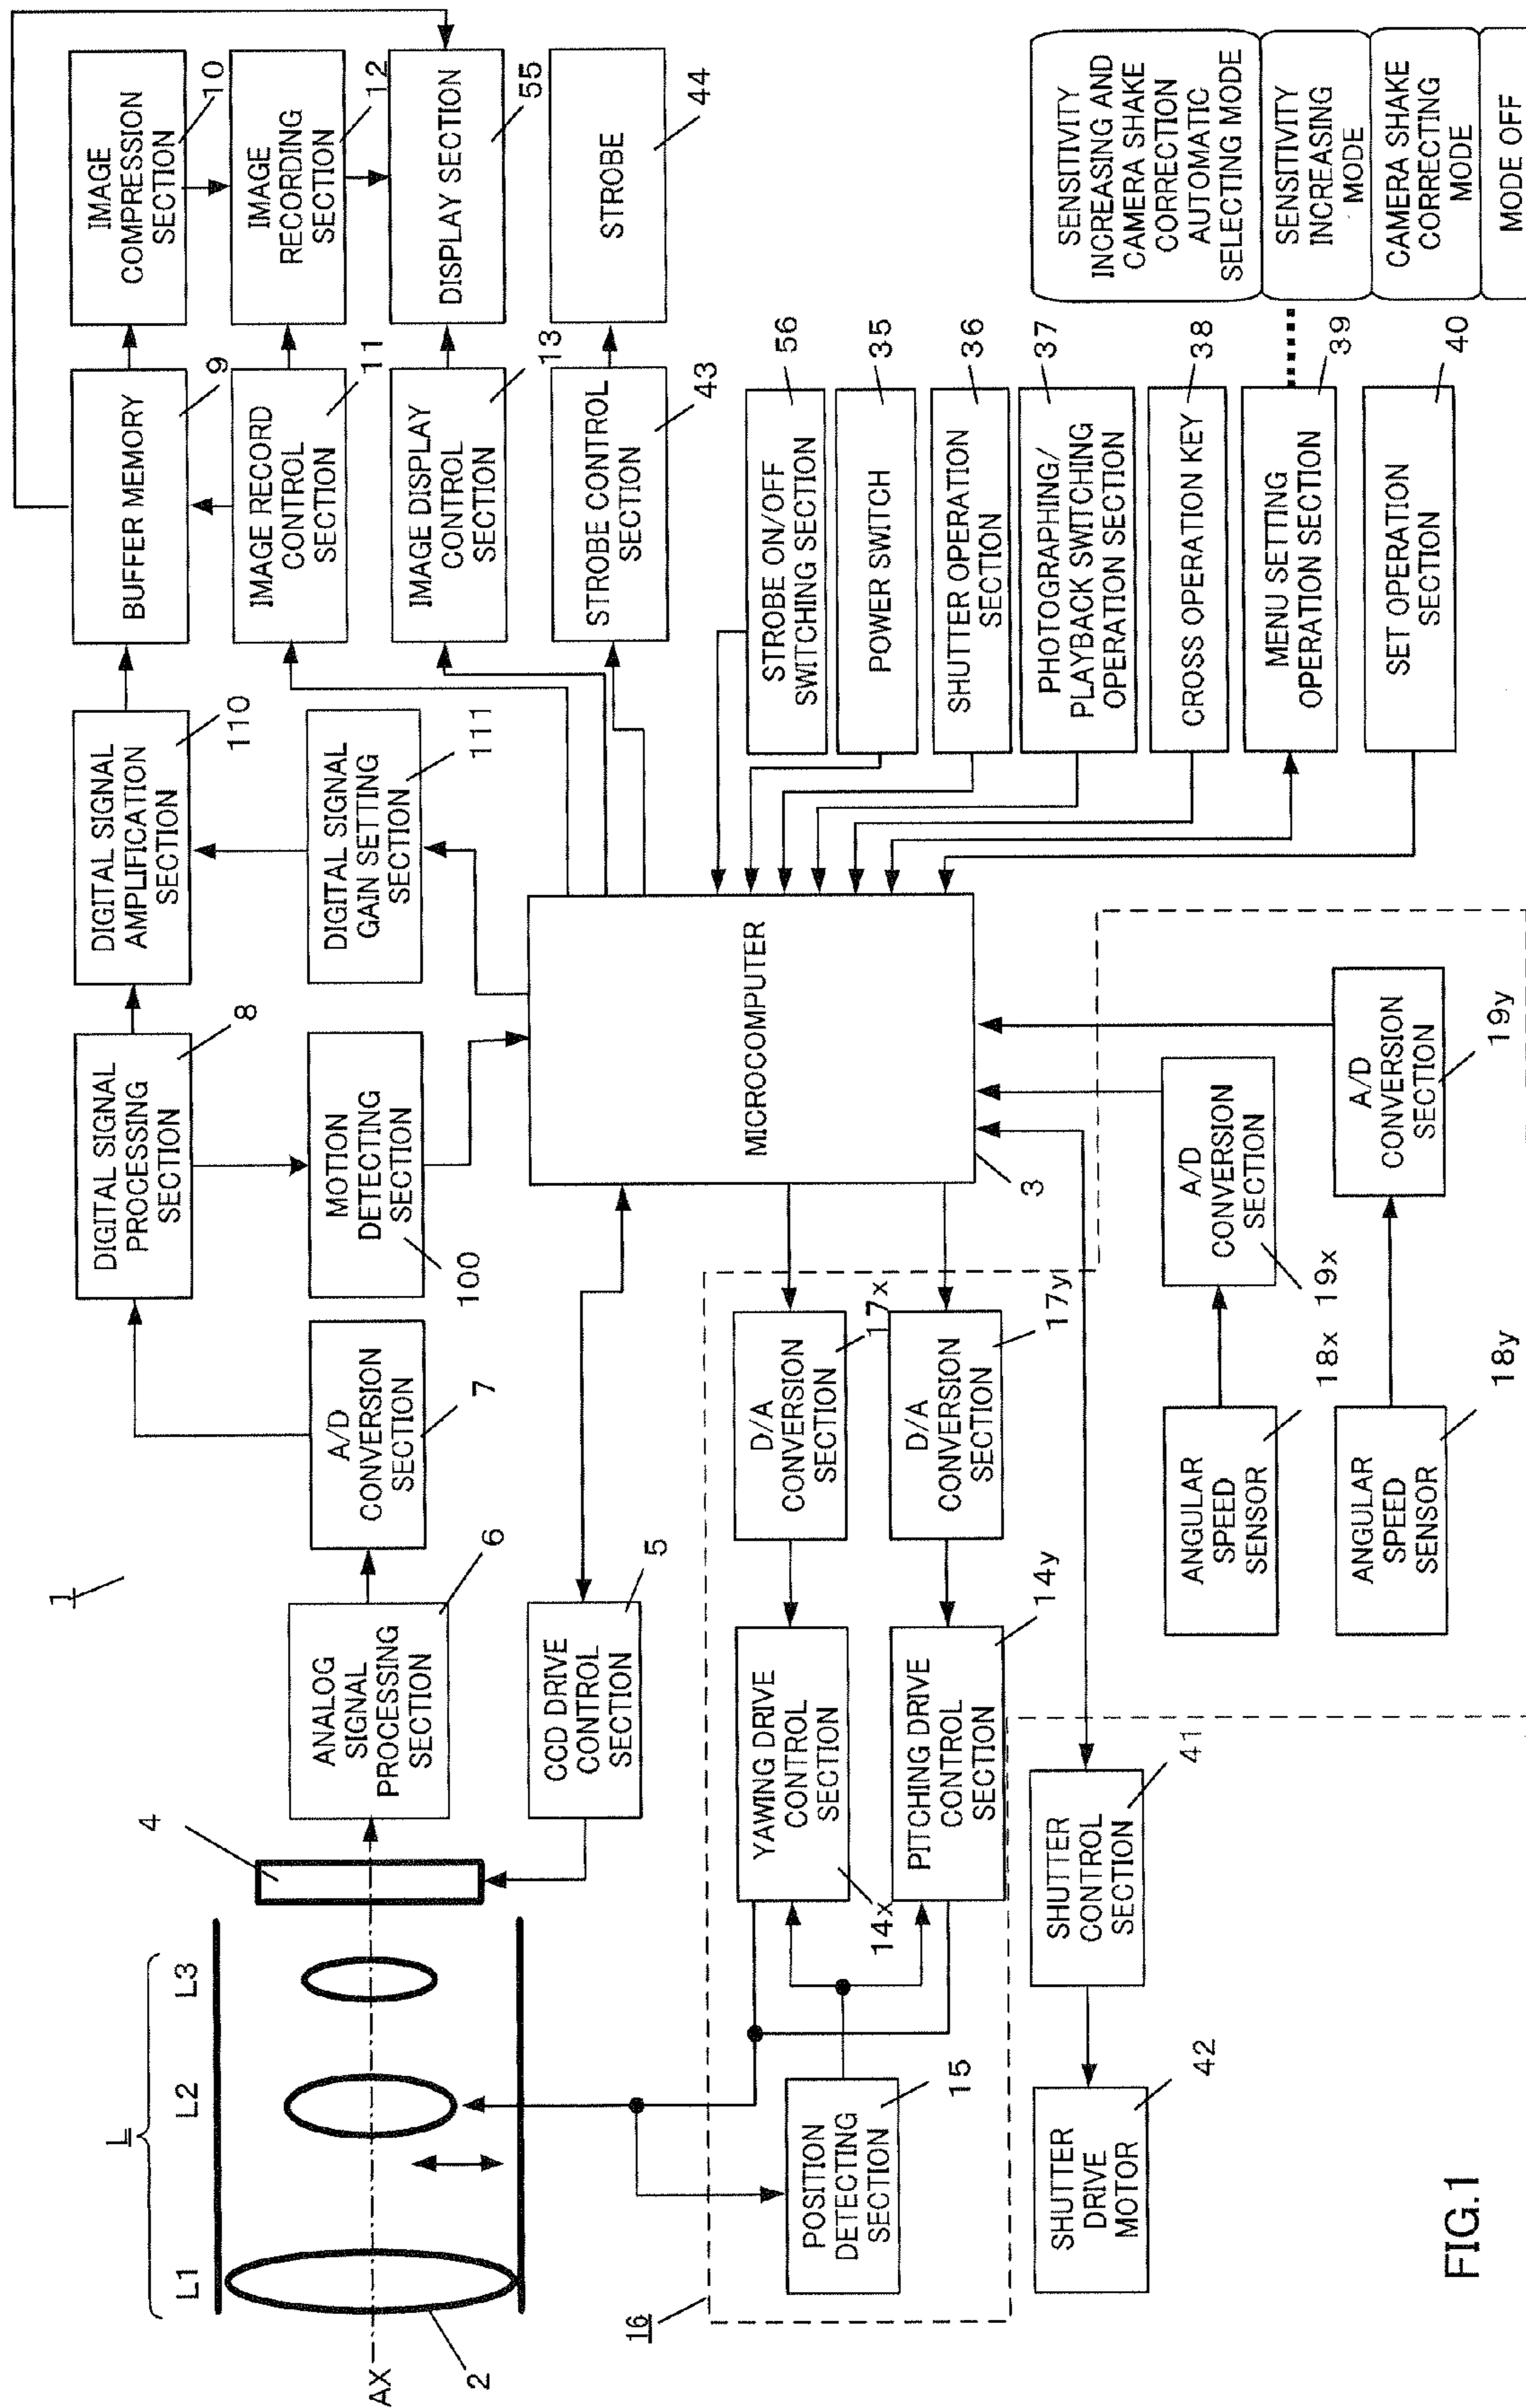 1
L
L1
L2
L3
AX
2
4
ANALOG
SIGNAL
PROCESSING
SECTION
6
A/D
CONVERSION
SECTION
7
DIGITAL SIGNAL
PROCESSING
SECTION
8
DIGITAL SIGNAL
AMPLIFICATION
SECTION
110
BUFFER MEMORY
9
IMAGE
COMPRESSION
SECTION
10
MOTION
DETECTING
SECTION
100
DIGITAL SIGNAL
GAIN SETTING
SECTION
111
IMAGE RECORD
CONTROL
SECTION
11
IMAGE
RECORDING
SECTION
12
IMAGE DISPLAY
CONTROL
SECTION
13
DISPLAY SECTION
55
STROBE CONTROL
SECTION
43
STROBE
44
CCD DRIVE
CONTROL
SECTION
5
MICROCOMPUTER
3
16
POSITION
DETECTING
SECTION
15
YAWING DRIVE
CONTROL
SECTION
14x
PITCHING DRIVE
CONTROL
SECTION
14y
D/A
CONVERSION
SECTION
17x
D/A
CONVERSION
SECTION
17y
STROBE ON/OFF
SWITCHING SECTION
56
POWER SWITCH
35
SHUTTER OPERATION
SECTION
36
PHOTOGRAPHING/
PLAYBACK SWITCHING
OPERATION SECTION
37
CROSS OPERATION KEY
38
MENU SETTING
OPERATION SECTION
39
SET OPERATION
SECTION
40
SENSITIVITY
INCREASING AND
CAMERA SHAKE
CORRECTION
AUTOMATIC
SELECTING MODE
SENSITIVITY
INCREASING
MODE
CAMERA SHAKE
CORRECTING
MODE
MODE OFF
SHUTTER
CONTROL
SECTION
41
SHUTTER
DRIVE
MOTOR
42
ANGULAR
SPEED
SENSOR
18x
A/D
CONVERSION
SECTION
19x
ANGULAR
SPEED
SENSOR
18y
A/D
CONVERSION
SECTION
19y
FIG.1